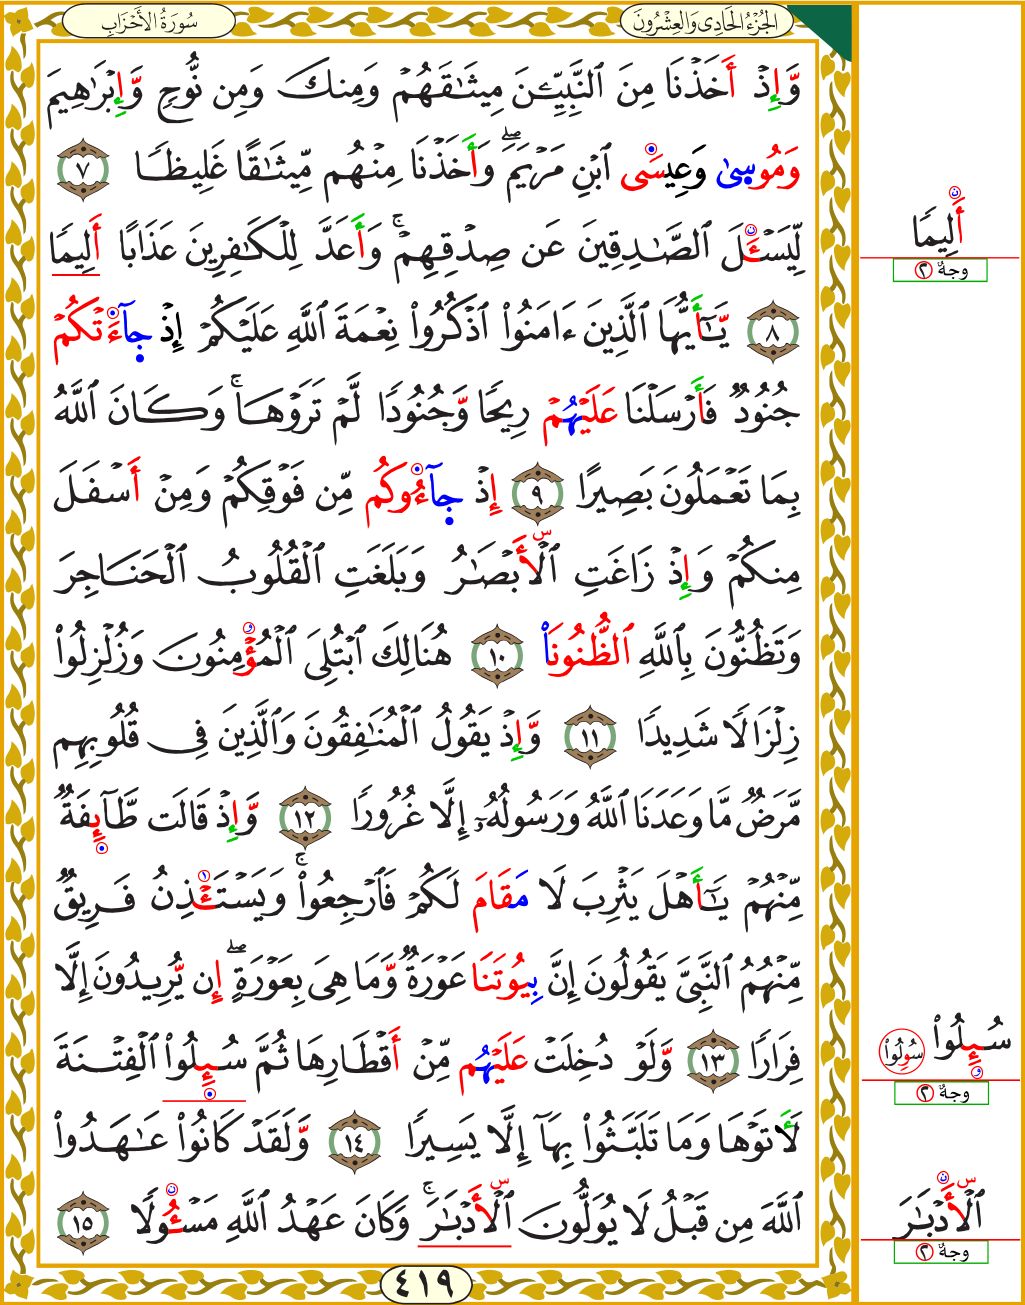 الجُزْءُ الحَادِى وَالعِشْرُونَ
سُورَةُ الأَحْزَابِ
وَّإِذْ أَخَذْنَا مِنَ ٱلنَّبِيِّـۧنَ مِيثَـٰقَهُمْ وَمِنكَ وَمِن نُّوحٍ وَّإِبْرَٰهِيمَ
وَمُوسَىٰ وَعِيسَى ٱبْنِ مَرْيَمَ ۖ وَأَخَذْنَا مِنْهُم مِّيثَـٰقًا غَلِيظًا ٧
لِّيَسْـَٔلَ ٱلصَّـٰدِقِينَ عَن صِدْقِهِمْ ۚ وَأَعَدَّ لِلْكَـٰفِرِينَ عَذَابًا أَلِيمًا
٨ يَّـٰٓأَيُّهَا ٱلَّذِينَ ءَامَنُوا۟ ٱذْكُرُوا۟ نِعْمَةَ ٱللَّهِ عَلَيْكُمْ إِذْ جَآءَتْكُمْ
جُنُودٌ فَأَرْسَلْنَا عَلَيْهُمْ رِيحًا وَّجُنُودًا لَّمْ تَرَوْهَا ۚ وَكَانَ ٱللَّهُ
بِمَا تَعْمَلُونَ بَصِيرًا ٩ إِذْ جَآءُوكُم مِّن فَوْقِكُمْ وَمِنْ أَسْفَلَ
مِنكُمْ وَإِذْ زَاغَتِ ٱلْأَبْصَـٰرُ وَبَلَغَتِ ٱلْقُلُوبُ ٱلْحَنَاجِرَ
وَتَظُنُّونَ بِٱللَّهِ ٱلظُّنُونَا۠ ١٠ هُنَالِكَ ٱبْتُلِىَ ٱلْمُؤْمِنُونَ وَزُلْزِلُوا۟
زِلْزَالًا شَدِيدًا ١١ وَّإِذْ يَقُولُ ٱلْمُنَـٰفِقُونَ وَٱلَّذِينَ فِى قُلُوبِهِم
مَّرَضٌ مَّا وَعَدَنَا ٱللَّهُ وَرَسُولُهُۥٓ إِلَّا غُرُورًا ١٢ وَّإِذْ قَالَت طَّآئِفَةٌ
مِّنْهُمْ يَـٰٓأَهْلَ يَثْرِبَ لَا مَقَامَ لَكُمْ فَٱرْجِعُوا۟ ۚ وَيَسْتَـْٔذِنُ فَرِيقٌ
مِّنْهُمُ ٱلنَّبِىَّ يَقُولُونَ إِنَّ بِيُوتَنَا عَوْرَةٌ وَّمَا هِىَ بِعَوْرَةٍ ۖ إِن يُّرِيدُونَ إِلَّا
فِرَارًا ١٣ وَّلَوْ دُخِلَتْ عَلَيْهُم مِّنْ أَقْطَارِهَا ثُمَّ سُئِلُوا۟ ٱلْفِتْنَةَ
لَـَٔاتَوْهَا وَمَا تَلَبَّثُوا۟ بِهَآ إِلَّا يَسِيرًا ١٤ وَّلَقَدْ كَانُوا۟ عَـٰهَدُوا۟
ٱللَّهَ مِن قَبْلُ لَا يُوَلُّونَ ٱلْأَدْبَـٰرَ ۚ وَكَانَ عَهْدُ ٱللَّهِ مَسْـُٔولًا ١٥
٤١٩
أَلِيمًا
وجهٌ ٢
سُئِلُوا۟ سُوِلُوا۟
وجهٌ ٢
ٱلْأَدْبَـٰرَ
وجهٌ ٢